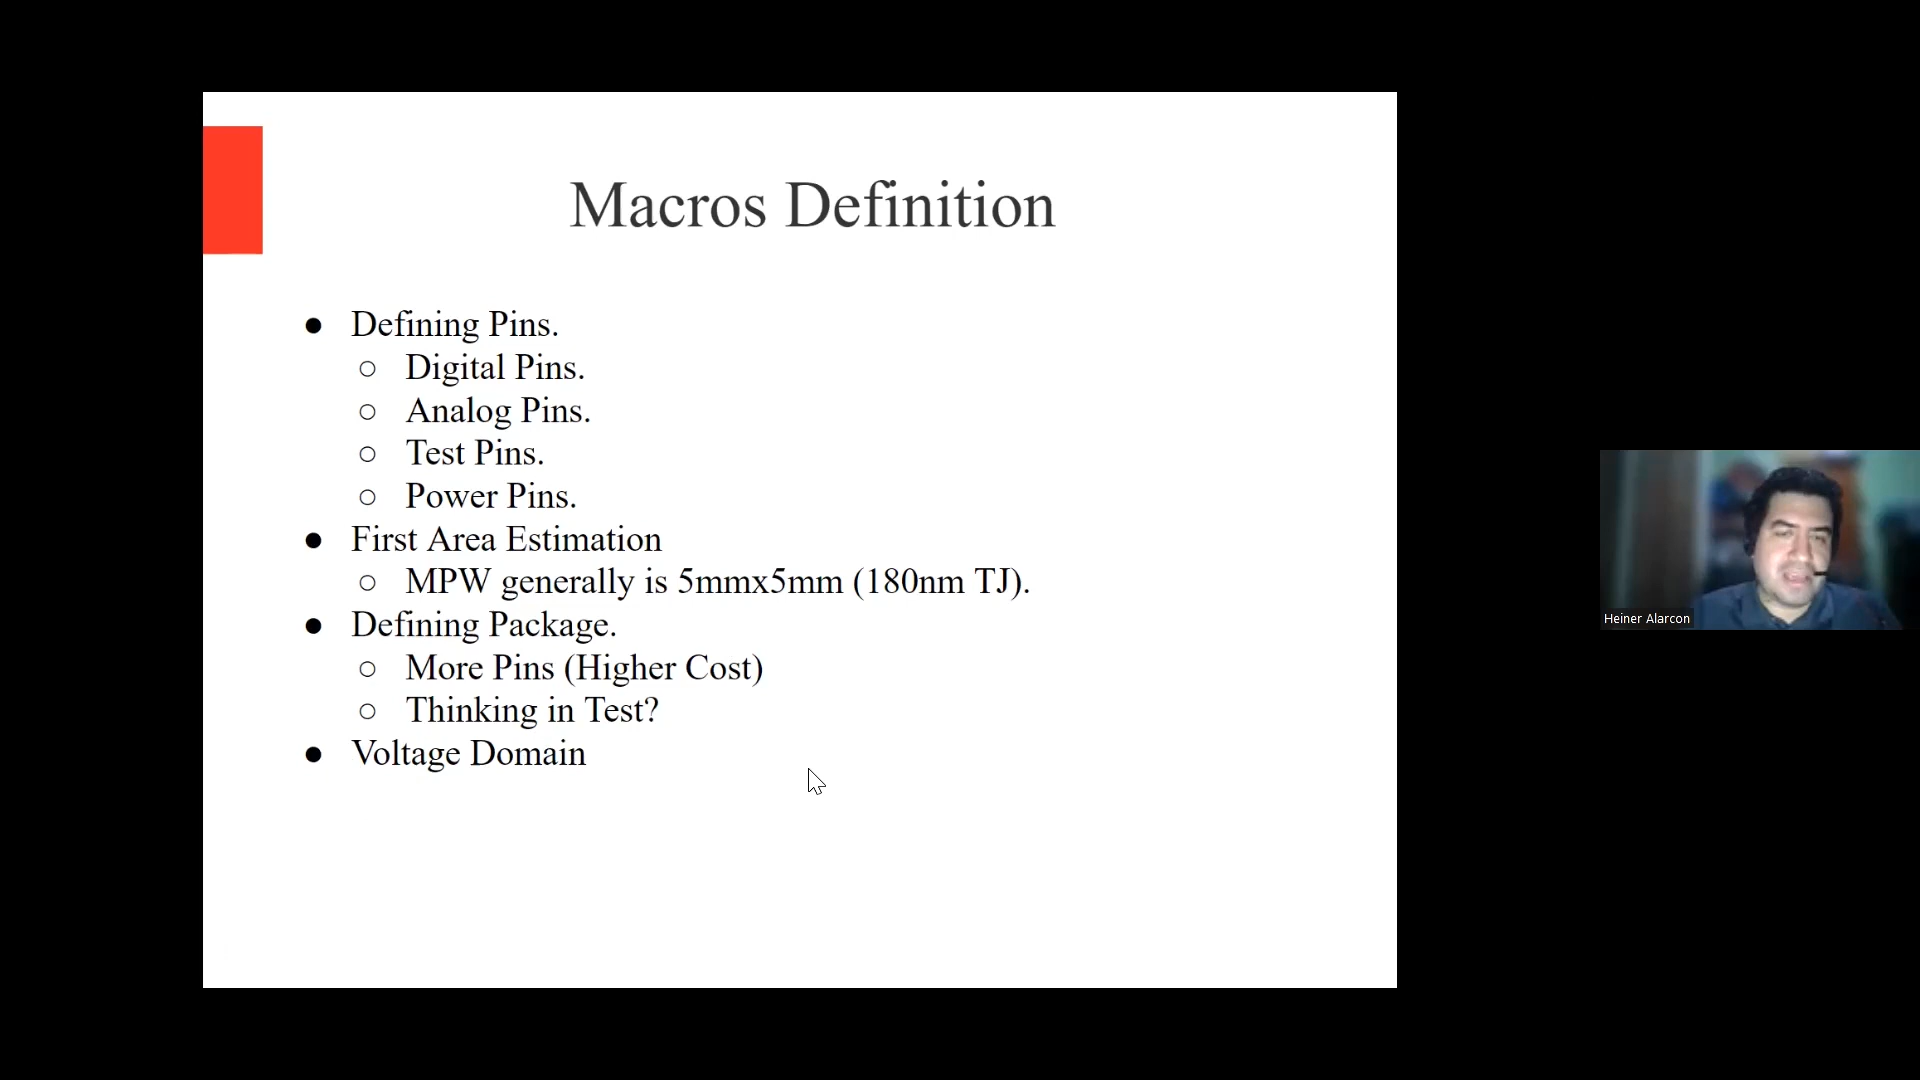 Macros Definition
● Defining Pins.
○ Digital Pins.
○ Analog Pins.
○ Test Pins.
○ Power Pins.
● First Area Estimation
○ MPW generally is 5mmx5mm (180nm TJ).
● Defining Package.
○ More Pins (Higher Cost)
○ Thinking in Test?
● Voltage Domain
Heiner Alarcon